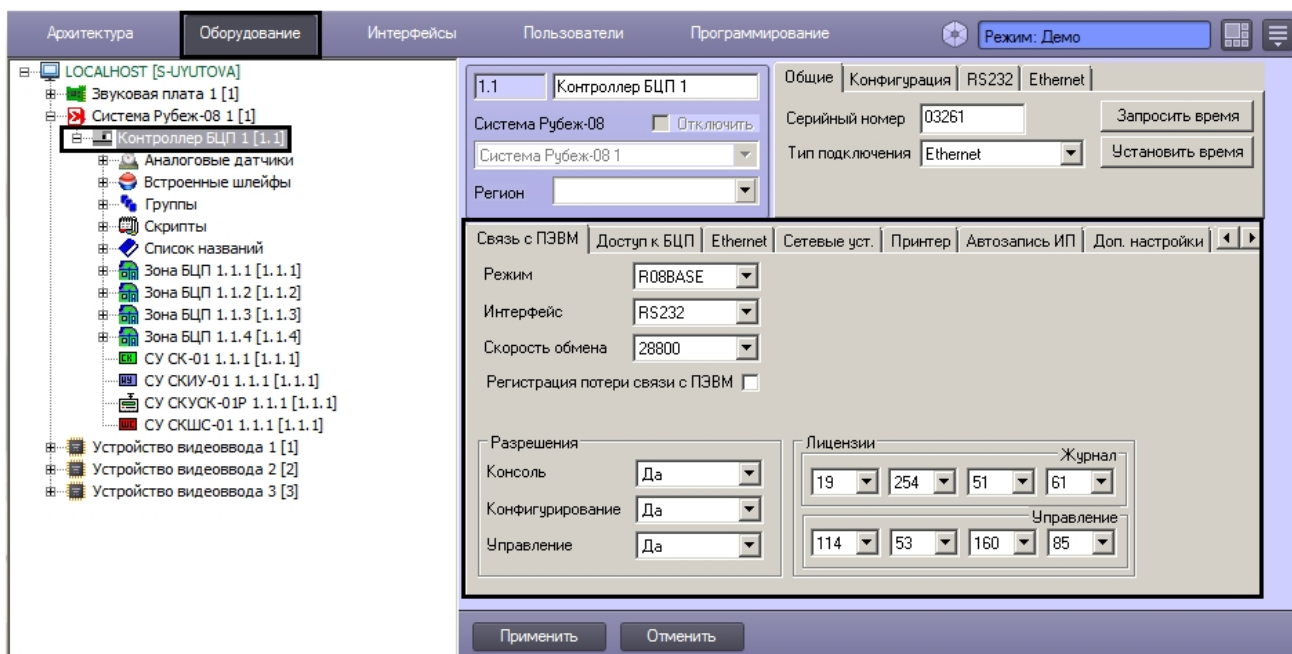 Архитектура Оборудование Интерфейсы Пользователи Программирование Режим: Демо
LOCALHOST [S-UYUTOVA]
Звуковая плата 1 [1]
Система Рубеж-08 1 [1]
Контроллер БЦП 1 [1.1]
Аналоговые датчики
Встроенные шлейфы
Группы
Скрипты
Список названий
Зона БЦП 1.1.1 [1.1.1]
Зона БЦП 1.1.2 [1.1.2]
Зона БЦП 1.1.3 [1.1.3]
Зона БЦП 1.1.4 [1.1.4]
СК СУ СК-01 1.1.1 [1.1.1]
ИУ СУ СКИУ-01 1.1.1 [1.1.1]
СУ СКУСК-01Р 1.1.1 [1.1.1]
ШС СУ СКШС-01 1.1.1 [1.1.1]
Устройство видеоввода 1 [1]
Устройство видеоввода 2 [2]
Устройство видеоввода 3 [3]
1.1 Контроллер БЦП 1
Система Рубеж-08 Отключить
Система Рубеж-08 1
Регион
Общие Конфигурация RS232 Ethernet
Серийный номер 03261 Запросить время
Тип подключения Ethernet Установить время
Связь с ПЭВМ Доступ к БЦП Ethernet Сетевые уст. Принтер Автозапись ИП Доп. настройки
Режим R08BASE
Интерфейс RS232
Скорость обмена 28800
Регистрация потери связи с ПЭВМ
Разрешения
Консоль Да
Конфигурирование Да
Управление Да
Лицензии
Журнал
19 254 51 61
Управление
114 53 160 85
Применить Отменить